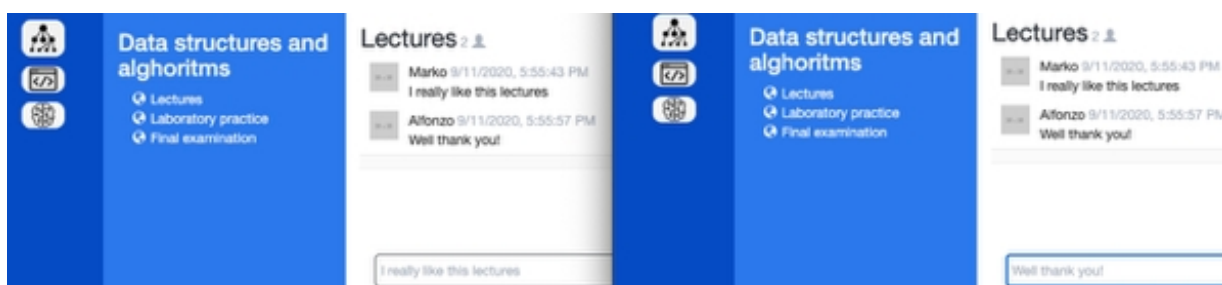 Data structures and
alghoritms
Lectures
Laboratory practice
Final examination
Lectures 2
Marko 9/11/2020, 5:55:43 PM
I really like this lectures
Alfonzo 9/11/2020, 5:55:57 PM
Well thank you!
I really like this lectures
Data structures and
alghoritms
Lectures
Laboratory practice
Final examination
Lectures 2
Marko 9/11/2020, 5:55:43 PM
I really like this lectures
Alfonzo 9/11/2020, 5:55:57 PM
Well thank you!
Well thank you!